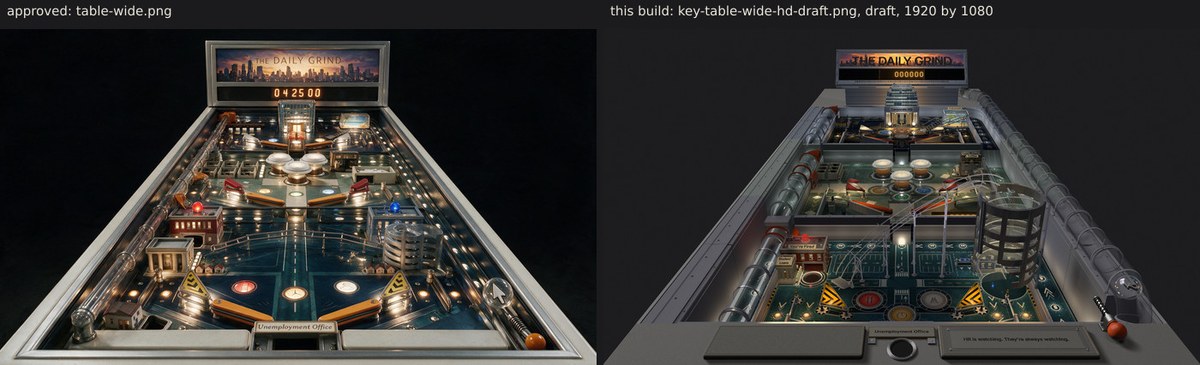 approved: table-wide.png
this build: key-table-wide-hd-draft.png, draft, 1920 by 1080
THE DAILY GRIND
042500
Unemployment Office
THE DAILY GRIND
000000
Unemployment Office
HR is watching. They're always watching.